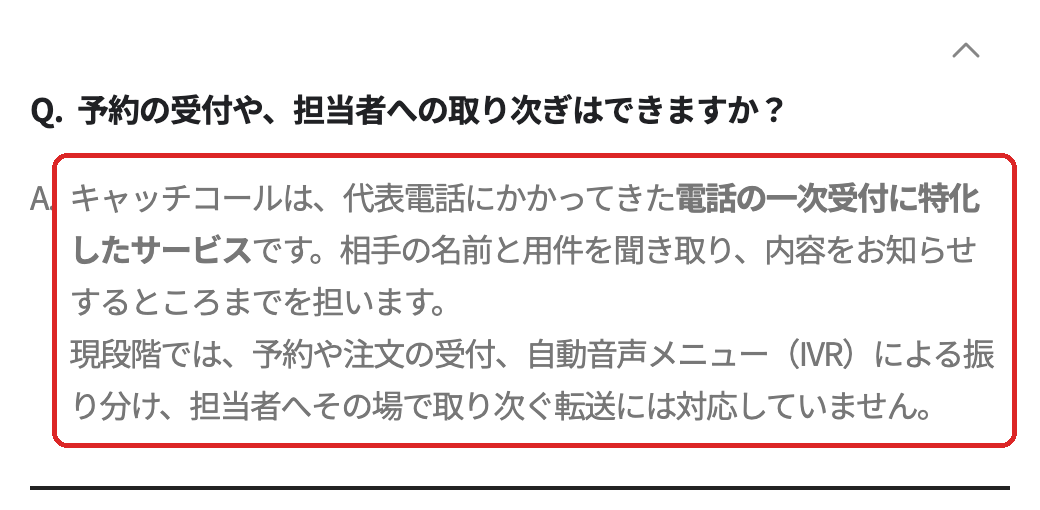 Q. 予約の受付や、担当者への取り次ぎはできますか？
A. キャッチコールは、代表電話にかかってきた電話の一次受付に特化
したサービスです。相手の名前と用件を聞き取り、内容をお知らせ
するところまでを担います。
現段階では、予約や注文の受付、自動音声メニュー（IVR）による振
り分け、担当者へその場で取り次ぐ転送には対応していません。